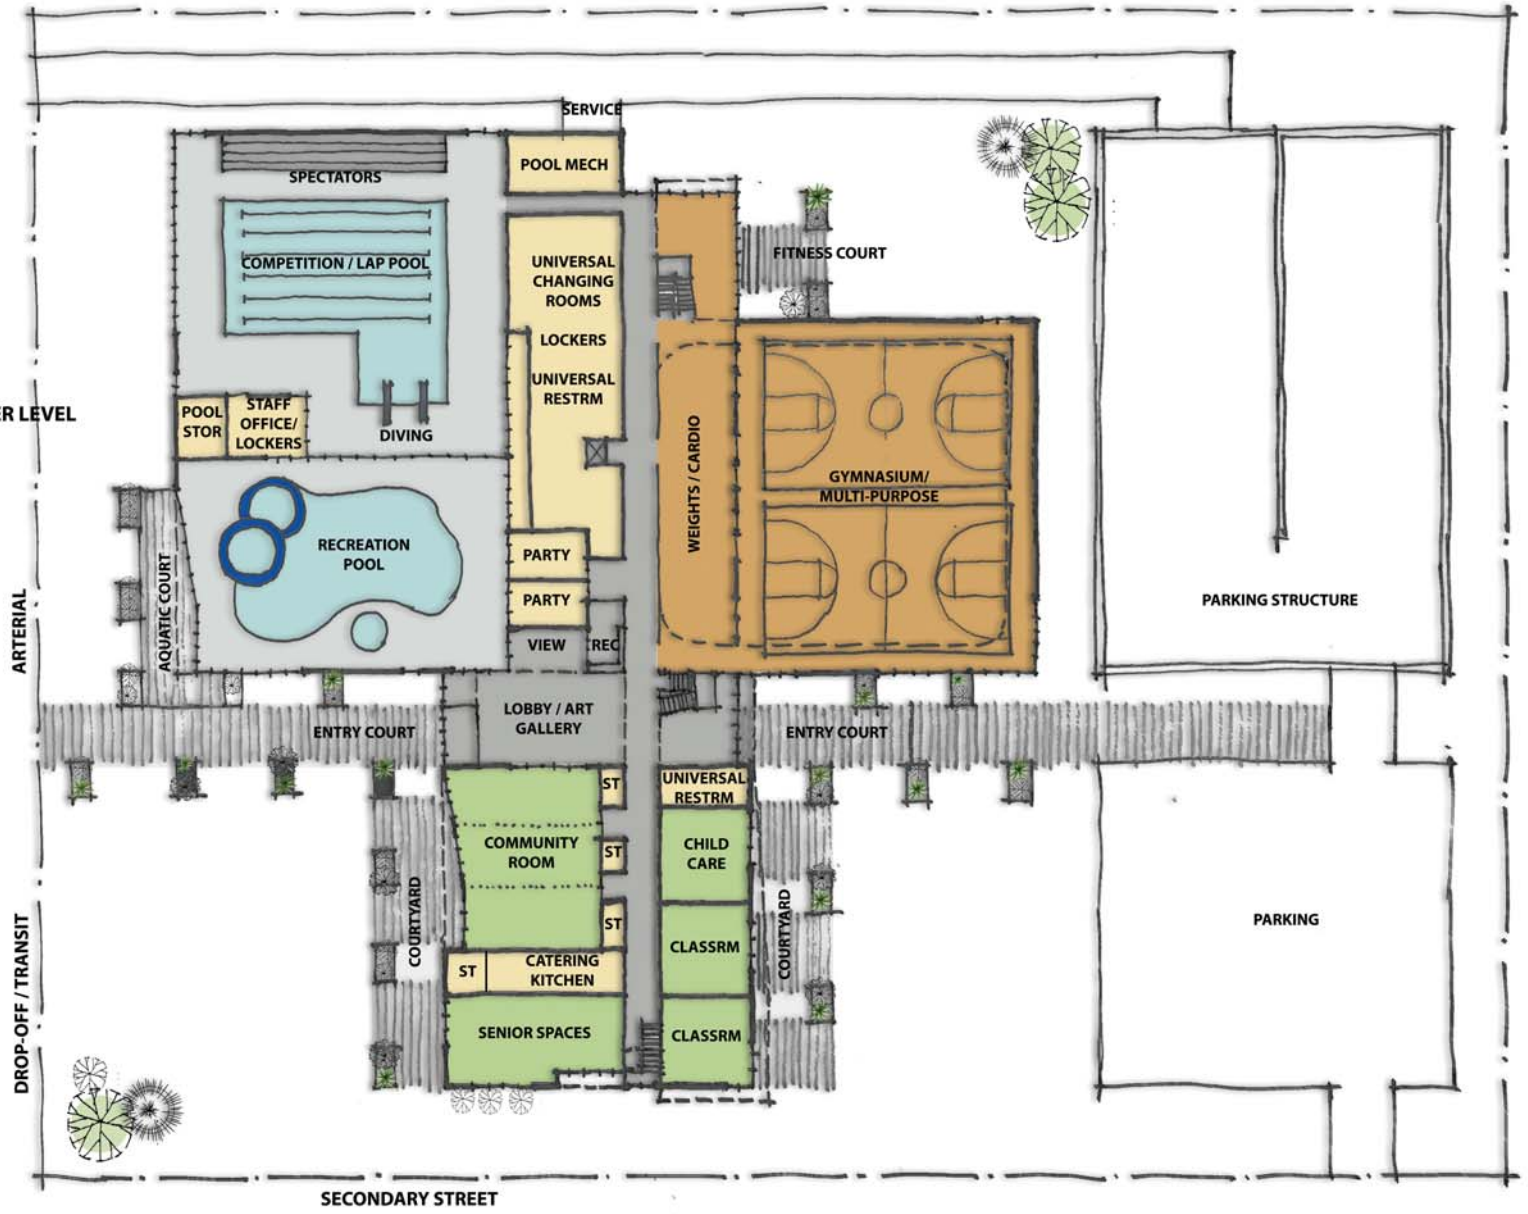 SERVICE
POOL MECH
SPECTATORS
COMPETITION / LAP POOL
UNIVERSAL
CHANGING
ROOMS
LOCKERS
UNIVERSAL
RESTRM
FITNESS COURT
ER LEVEL
POOL
STOR
STAFF
OFFICE/
LOCKERS
DIVING
WEIGHTS / CARDIO
GYMNASIUM/
MULTI-PURPOSE
RECREATION
POOL
PARTY
PARTY
VIEW
REC
AQUATIC COURT
ARTERIAL
PARKING STRUCTURE
LOBBY / ART
GALLERY
ENTRY COURT
ENTRY COURT
ST
UNIVERSAL
RESTRM
COMMUNITY
ROOM
ST
CHILD
CARE
COURTYARD
ST
CLASSRM
COURTYARD
PARKING
ST
CATERING
KITCHEN
SENIOR SPACES
CLASSRM
DROP-OFF / TRANSIT
SECONDARY STREET